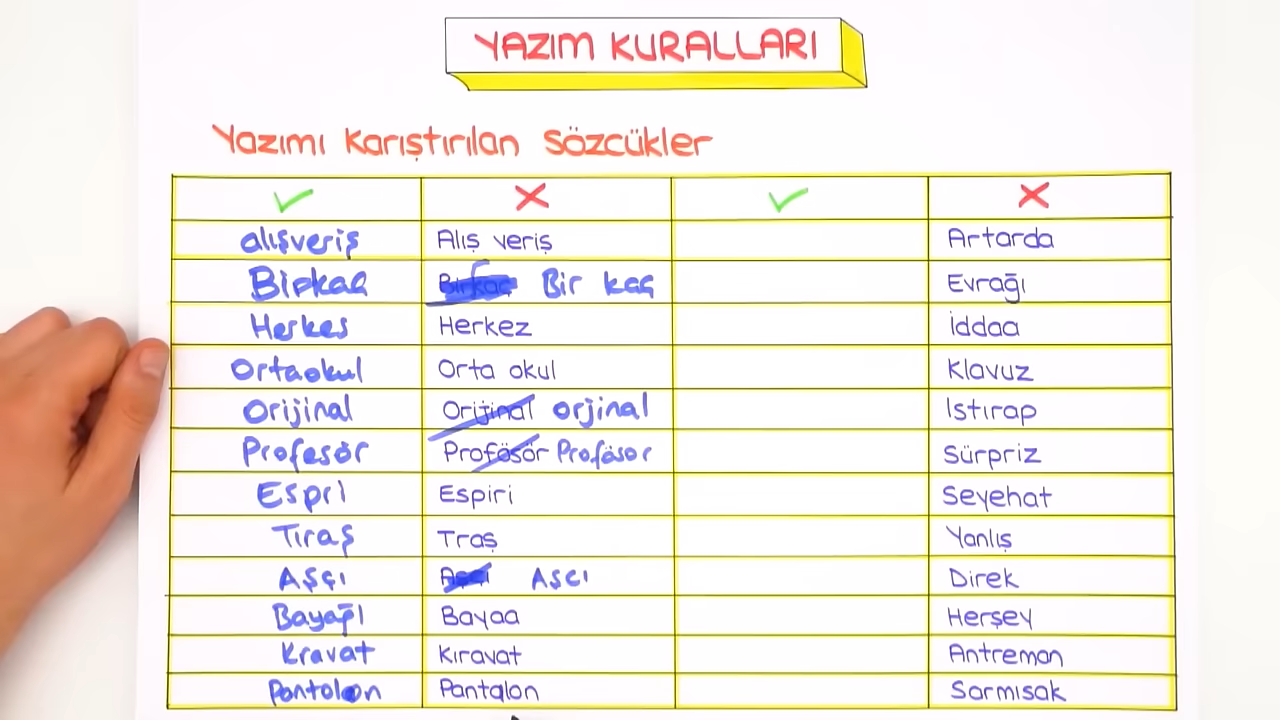 YAZIM KURALLARI
Yazımı Karıştırılan Sözcükler
alışveriş Alış veriş Artarda
Birkaç Birkaç Bir kaç Evrağı
Herkes Herkez İddaa
Ortaokul Orta okul Klavuz
Orijinal Orijinal orjinal Istırap
Profesör Profösör Profösor Sürpriz
Espri Espiri Seyehat
Tıraş Traş Yanlış
Aşçı Aşçı Ascı Direk
Bayağı Bayaa Herşey
Kravat Kıravat Antreman
Pantolon Pantalon Sarmısak